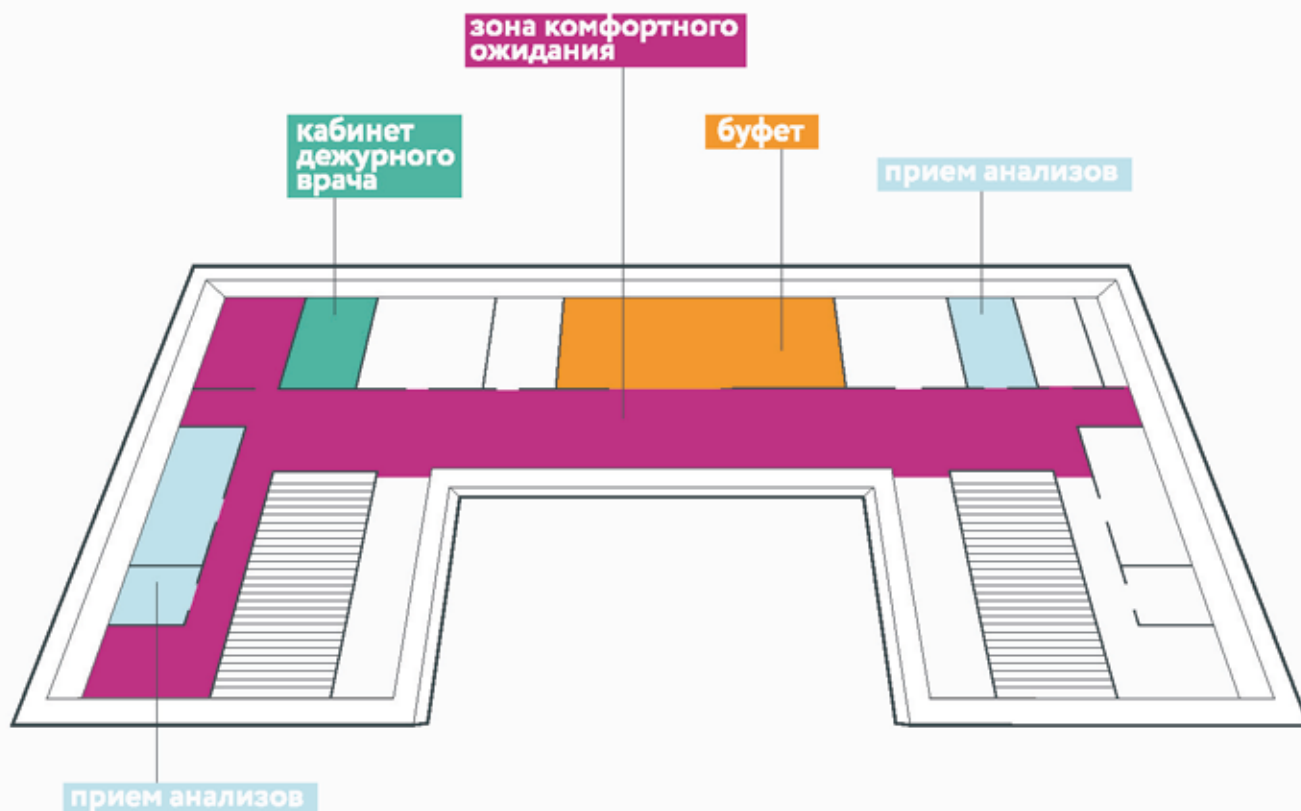 зона комфортного
ожидания
кабинет
дежурного
врача
буфет
прием анализов
прием анализов